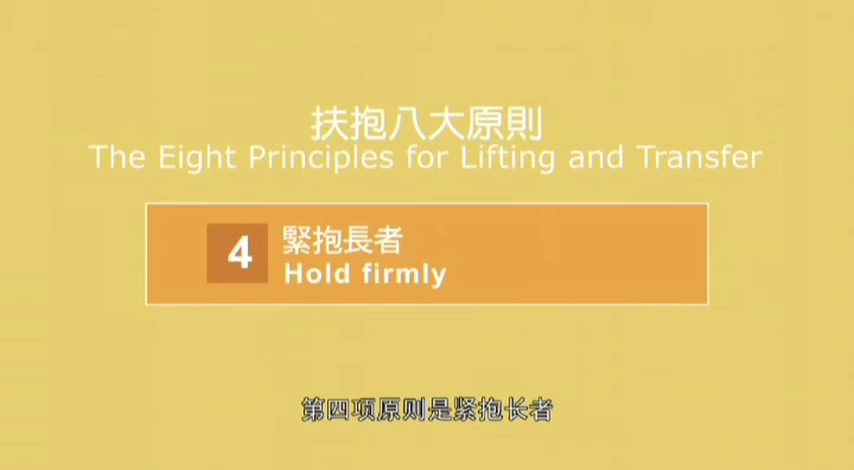 扶抱八大原則
The Eight Principles for Lifting and Transfer
4
緊抱長者
Hold firmly
第四项原则是紧抱长者